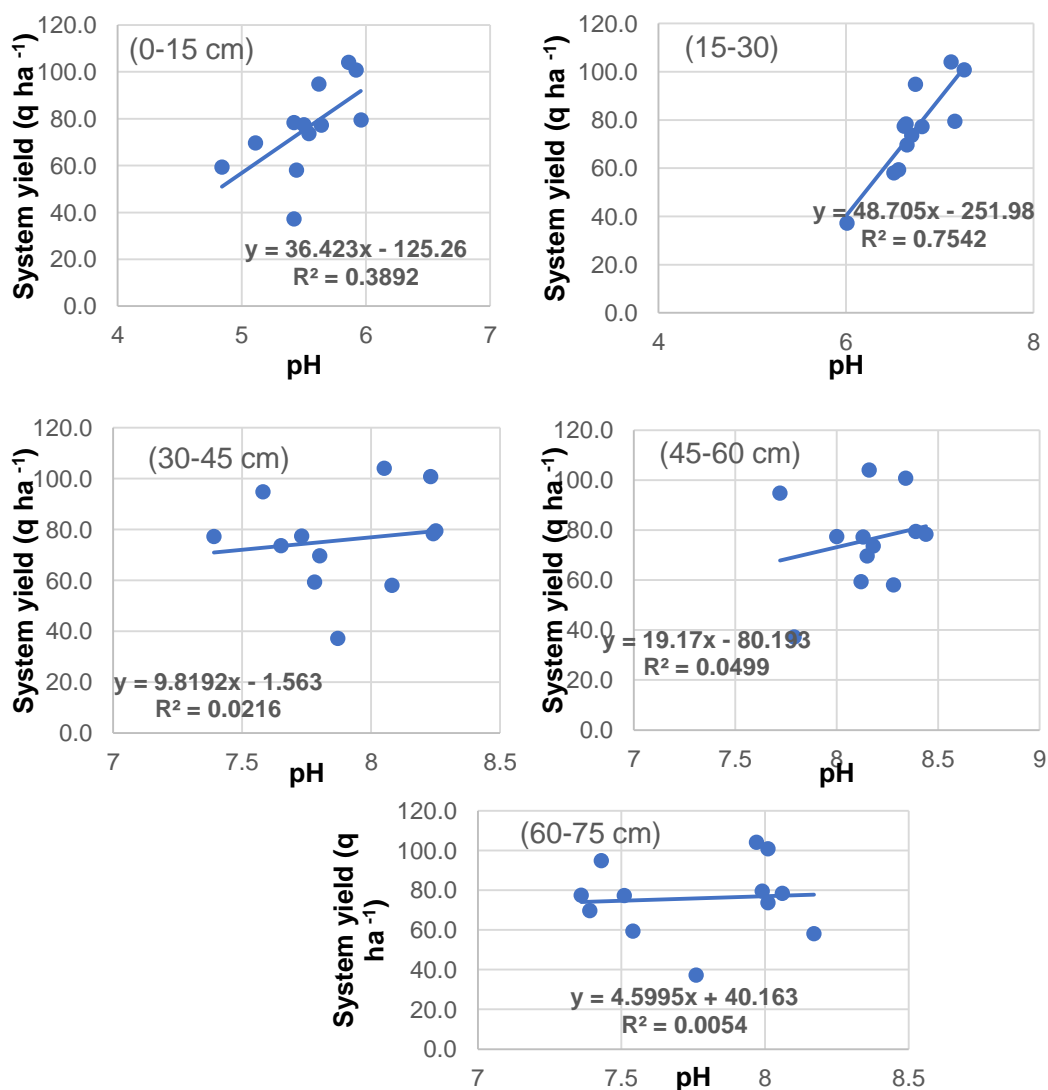 System yield (q ha -1)
120.0
100.0
80.0
60.0
40.0
20.0
0.0
(0-15 cm)
y = 36.423x - 125.26
R² = 0.3892
4 5 6 7
pH
System yield (q ha -1)
120.0
100.0
80.0
60.0
40.0
20.0
0.0
(15-30)
y = 48.705x - 251.98
R² = 0.7542
4 6 8
pH
System yield (q ha -1)
120.0
100.0
80.0
60.0
40.0
20.0
0.0
(30-45 cm)
y = 9.8192x - 1.563
R² = 0.0216
7 7.5 8 8.5
pH
System yield (q ha -1)
120.0
100.0
80.0
60.0
40.0
20.0
0.0
(45-60 cm)
y = 19.17x - 80.193
R² = 0.0499
7 7.5 8 8.5 9
pH
System yield (q
ha -1)
120.0
100.0
80.0
60.0
40.0
20.0
0.0
(60-75 cm)
y = 4.5995x + 40.163
R² = 0.0054
7 7.5 8 8.5
pH